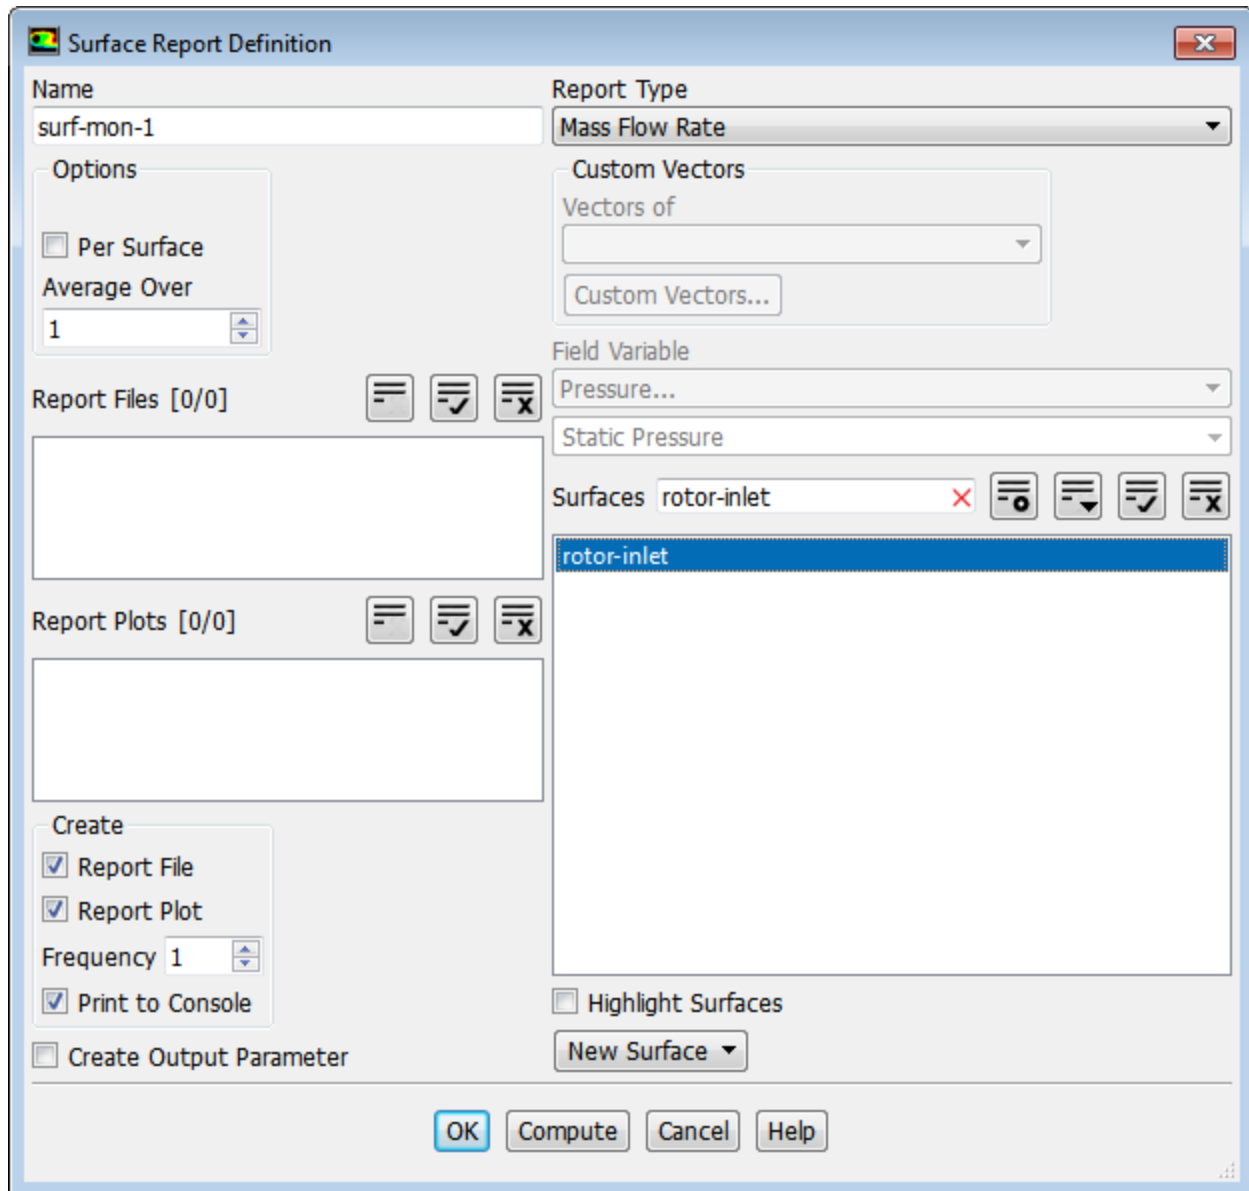 Surface Report Definition
Name
surf-mon-1
Options
Per Surface
Average Over
1
Report Files [0/0]
Report Plots [0/0]
Create
Report File
Report Plot
Frequency 1
Print to Console
Create Output Parameter
Report Type
Mass Flow Rate
Custom Vectors
Vectors of
Custom Vectors...
Field Variable
Pressure...
Static Pressure
Surfaces rotor-inlet
rotor-inlet
Highlight Surfaces
New Surface
OK Compute Cancel Help